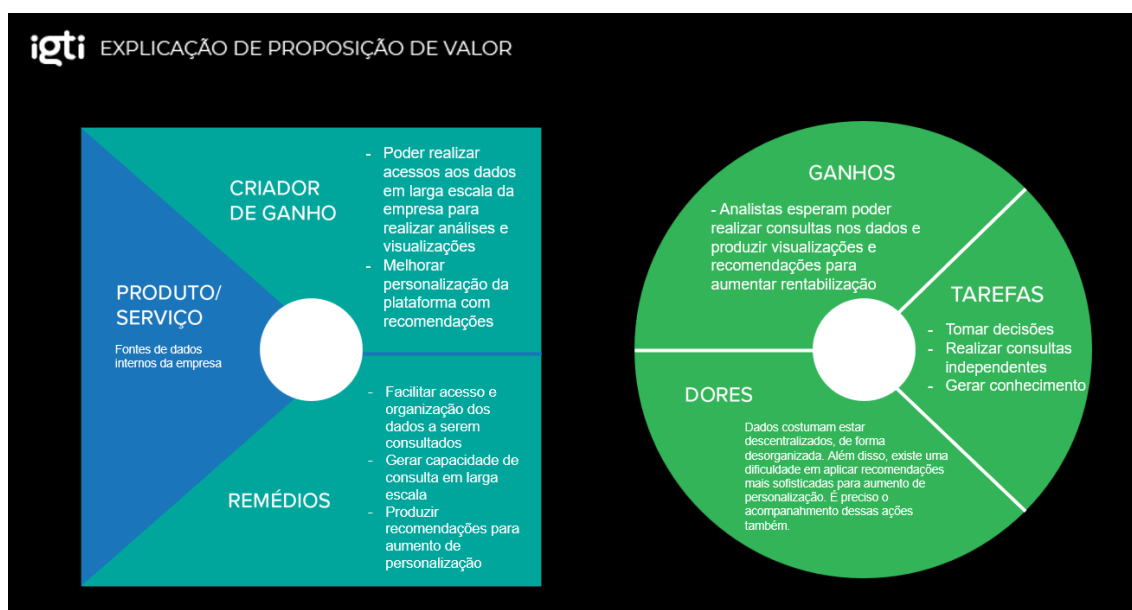 igti EXPLICAÇÃO DE PROPOSIÇÃO DE VALOR
PRODUTO/
SERVIÇO
Fontes de dados
internos da empresa
CRIADOR
DE GANHO
- Poder realizar
acessos aos dados
em larga escala da
empresa para
realizar análises e
visualizações
- Melhorar
personalização da
plataforma com
recomendações
REMÉDIOS
- Facilitar acesso e
organização dos
dados a serem
consultados
- Gerar capacidade de
consulta em larga
escala
- Produzir
recomendações para
aumento de
personalização
GANHOS
- Analistas esperam poder
realizar consultas nos dados e
produzir visualizações e
recomendações para
aumentar rentabilização
TAREFAS
- Tomar decisões
- Realizar consultas
independentes
- Gerar conhecimento
DORES
Dados costumam estar
descentralizados, de forma
desorganizada. Além disso, existe uma
dificuldade em aplicar recomendações
mais sofisticadas para aumento de
personalização. É preciso o
acompanahmento dessas ações
também.